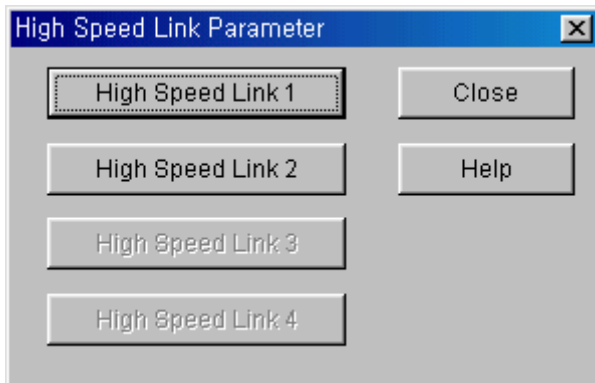 High Speed Link Parameter
High Speed Link 1
Close
High Speed Link 2
Help
High Speed Link 3
High Speed Link 4